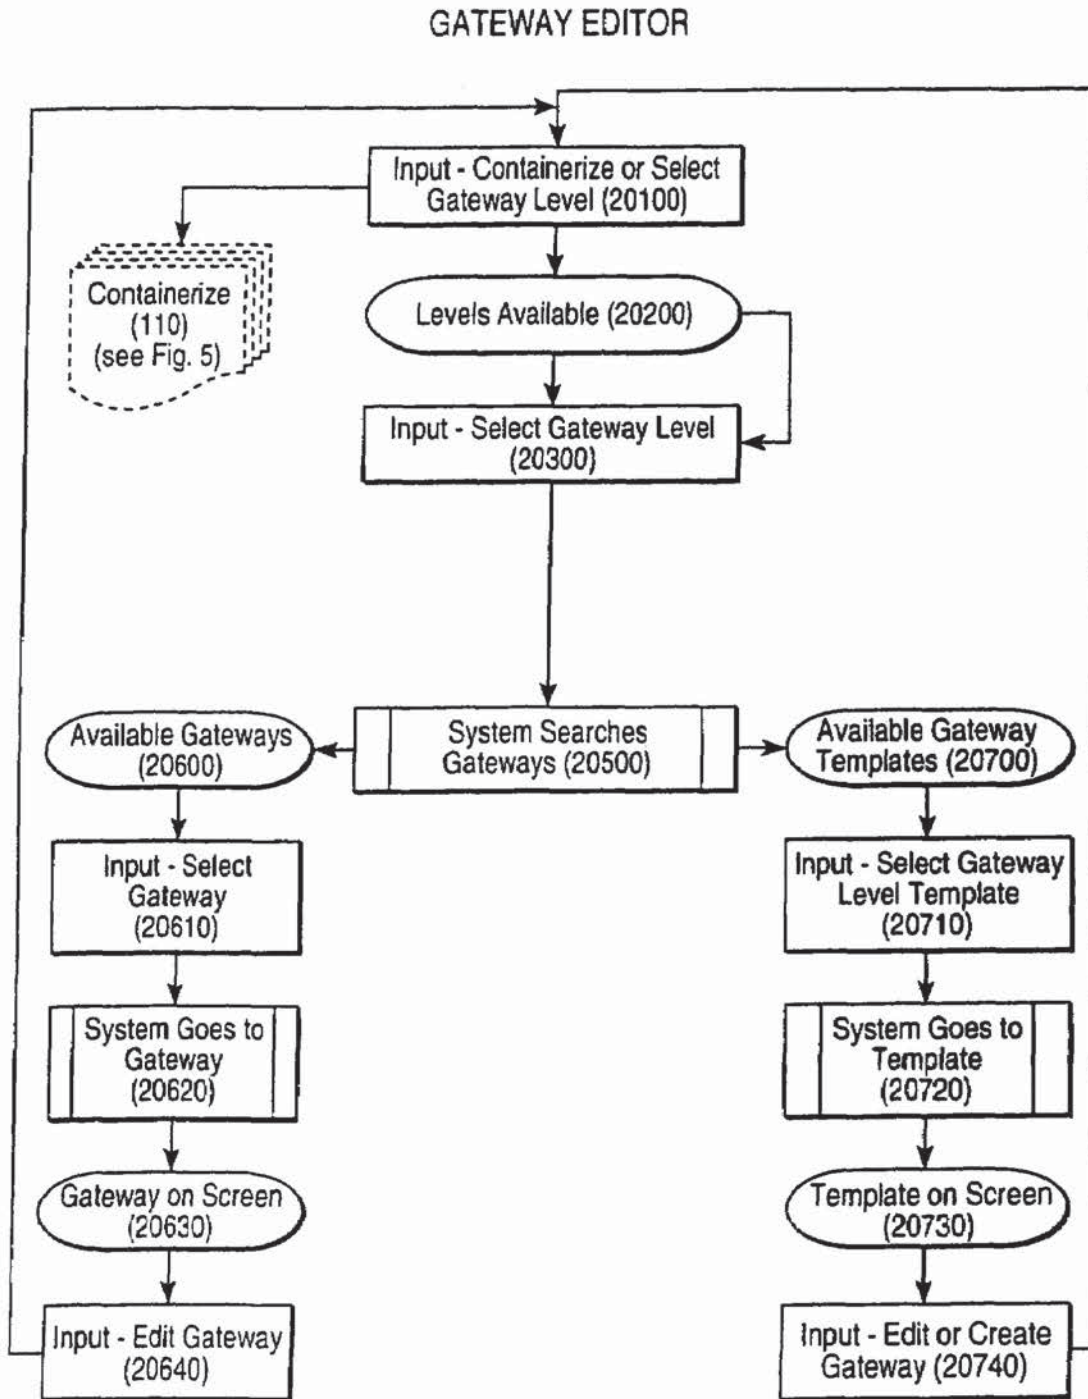 GATEWAY EDITOR
Input - Containerize or Select
Gateway Level (20100)
Containerize
(110)
(see Fig. 5)
Levels Available (20200)
Input - Select Gateway Level
(20300)
System Searches
Gateways (20500)
Available Gateways
(20600)
Input - Select
Gateway
(20610)
System Goes to
Gateway
(20620)
Gateway on Screen
(20630)
Input - Edit Gateway
(20640)
Available Gateway
Templates (20700)
Input - Select Gateway
Level Template
(20710)
System Goes to
Template
(20720)
Template on Screen
(20730)
Input - Edit or Create
Gateway (20740)